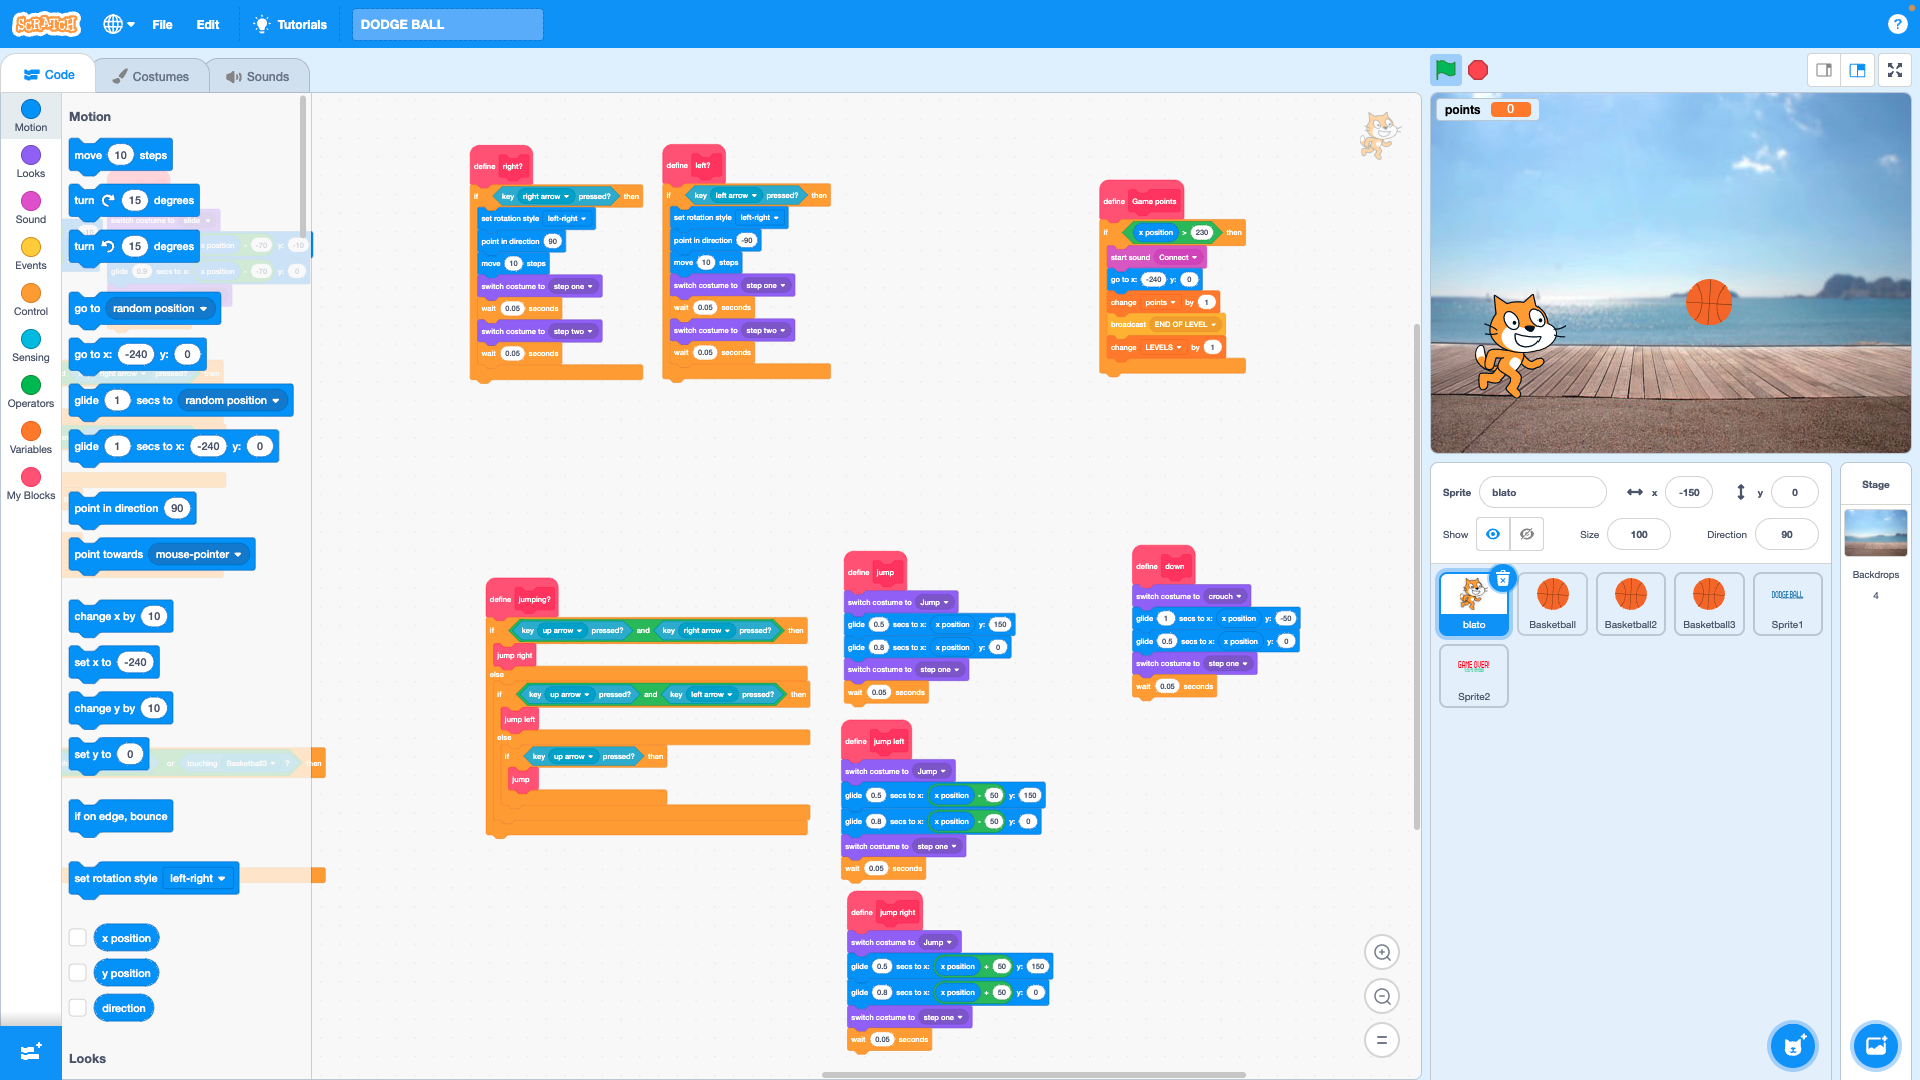 SCRATCH
File
Edit
Tutorials
DODGE BALL
?
Code
Costumes
Sounds
Motion
Looks
Sound
Events
Control
Sensing
Operators
Variables
My Blocks
Motion
move 10 steps
turn 15 degrees
turn 15 degrees
go to random position
go to x: -240 y: 0
glide 1 secs to random position
glide 1 secs to x: -240 y: 0
point in direction 90
point towards mouse-pointer
change x by 10
set x to -240
change y by 10
set y to 0
if on edge, bounce
set rotation style left-right
x position
y position
direction
Looks
or touching Basketball3 ? then
define right?
if key right arrow pressed? then
set rotation style left-right
point in direction 90
move 10 steps
switch costume to step one
wait 0.05 seconds
switch costume to step two
wait 0.05 seconds
define left?
if key left arrow pressed? then
set rotation style left-right
point in direction -90
move 10 steps
switch costume to step one
wait 0.05 seconds
switch costume to step two
wait 0.05 seconds
define Game points
if x position > 230 then
start sound Connect
go to x: -240 y: 0
change points by 1
broadcast END OF LEVEL
change LEVELS by 1
define jumping?
if key up arrow pressed? and key right arrow pressed? then
jump right
else
if key up arrow pressed? and key left arrow pressed? then
jump left
else
if key up arrow pressed? then
jump
define jump
switch costume to Jump
glide 0.5 secs to x: x position y: 150
glide 0.8 secs to x: x position y: 0
switch costume to step one
wait 0.05 seconds
define jump left
switch costume to Jump
glide 0.5 secs to x: x position - 50 y: 150
glide 0.8 secs to x: x position - 50 y: 0
switch costume to step one
wait 0.05 seconds
define jump right
switch costume to Jump
glide 0.5 secs to x: x position + 50 y: 150
glide 0.8 secs to x: x position + 50 y: 0
switch costume to step one
wait 0.05 seconds
define down
switch costume to crouch
glide 1 secs to x: x position y: -50
glide 0.5 secs to x: x position y: 0
switch costume to step one
wait 0.05 seconds
points 0
Sprite blato x -150 y 0
Show Size 100 Direction 90
blato
Basketball
Basketball2
Basketball3
DODGE BALL
Sprite1
GAME OVER!
Sprite2
Stage
Backdrops
4